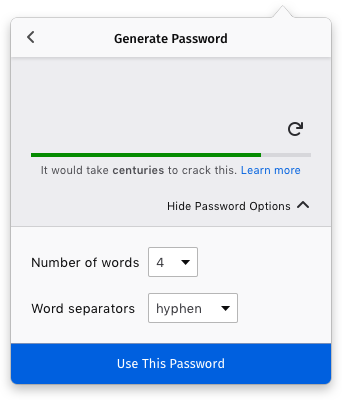 Generate Password
It would take centuries to crack this. Learn more
Hide Password Options
Number of words 4
Word separators hyphen
Use This Password